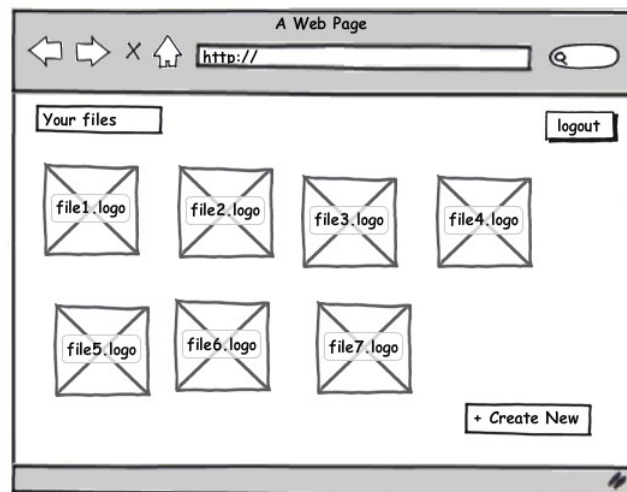 A Web Page
http://
Your files
logout
file1.logo
file2.logo
file3.logo
file4.logo
file5.logo
file6.logo
file7.logo
+ Create New